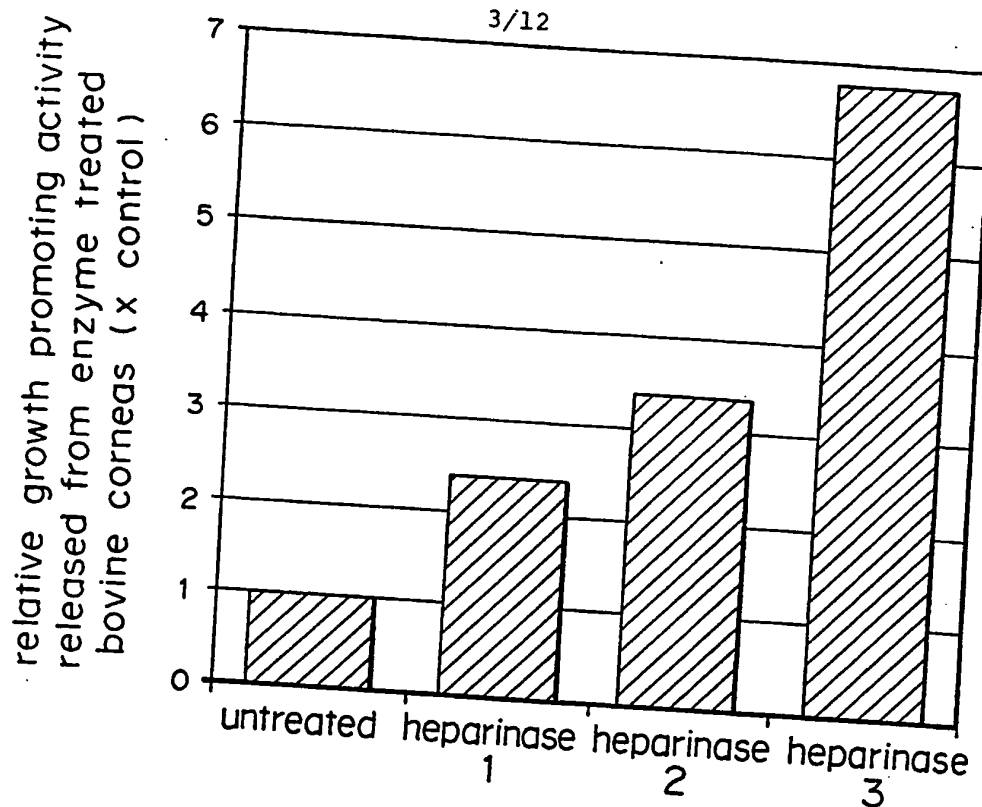 3/12
relative growth promoting activity
released from enzyme treated
bovine corneas (x control)
7
6
5
4
3
2
1
0
untreated heparinase heparinase heparinase
1 2 3